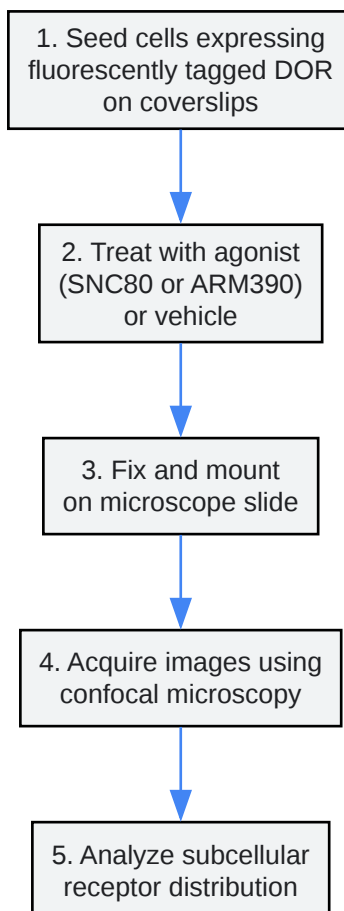 1. Seed cells expressing
fluorescently tagged DOR
on coverslips
2. Treat with agonist
(SNC80 or ARM390)
or vehicle
3. Fix and mount
on microscope slide
4. Acquire images using
confocal microscopy
5. Analyze subcellular
receptor distribution